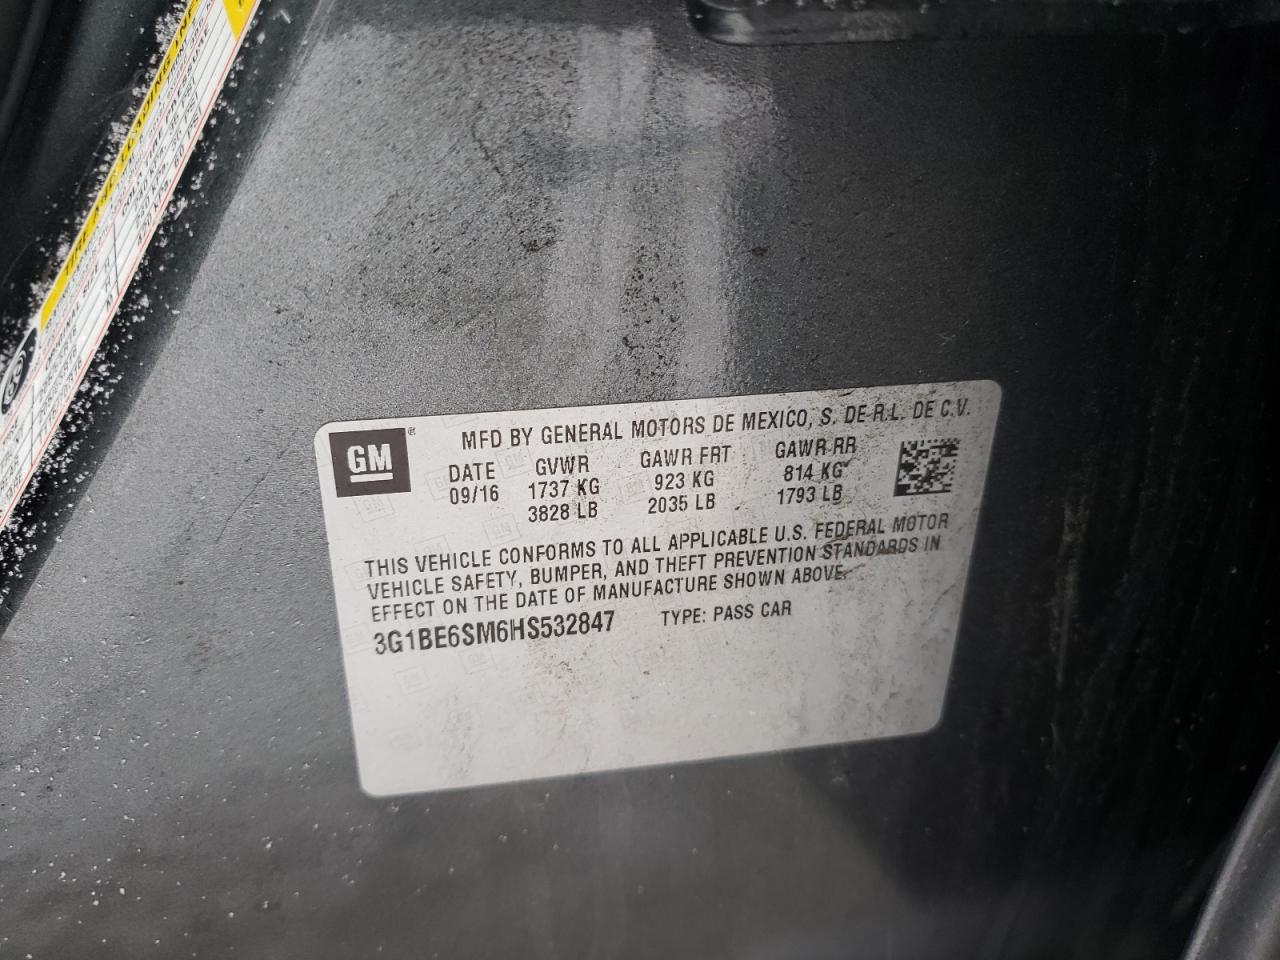 GM
MFD BY GENERAL MOTORS DE MEXICO, S. DE R.L. DE C.V.
DATE GVWR GAWR FRT GAWR RR
09/16 1737 KG 923 KG 814 KG
3828 LB 2035 LB 1793 LB
THIS VEHICLE CONFORMS TO ALL APPLICABLE U.S. FEDERAL MOTOR
VEHICLE SAFETY, BUMPER, AND THEFT PREVENTION STANDARDS IN
EFFECT ON THE DATE OF MANUFACTURE SHOWN ABOVE.
3G1BE6SM6HS532847 TYPE: PASS CAR
TIRE AND LOADING